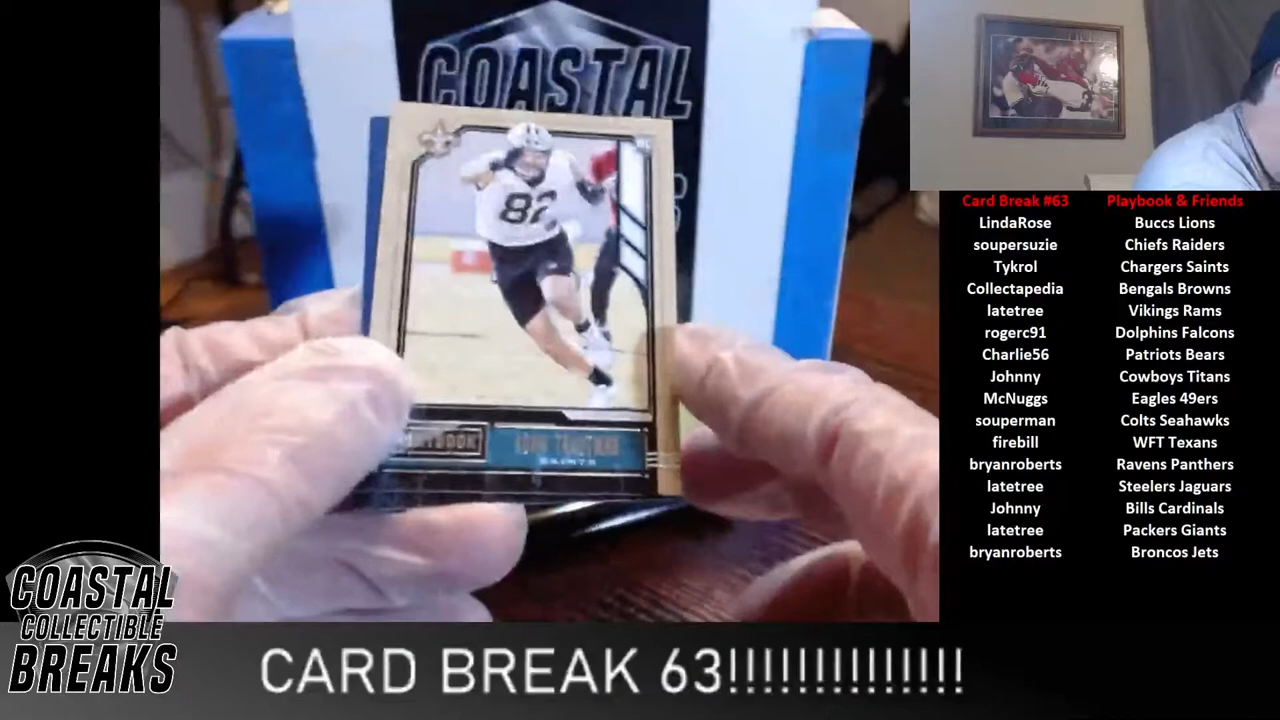 COASTAL
82
PLAYBOOK
ADAM TRAUTMAN
SAINTS
Card Break #63 Playbook & Friends
LindaRose Buccs Lions
soupersuzie Chiefs Raiders
Tykrol Chargers Saints
Collectapedia Bengals Browns
latetree Vikings Rams
rogerc91 Dolphins Falcons
Charlie56 Patriots Bears
Johnny Cowboys Titans
McNuggs Eagles 49ers
souperman Colts Seahawks
firebill WFT Texans
bryanroberts Ravens Panthers
latetree Steelers Jaguars
Johnny Bills Cardinals
latetree Packers Giants
bryanroberts Broncos Jets
COASTAL
COLLECTIBLE
BREAKS
CARD BREAK 63!!!!!!!!!!!!!!